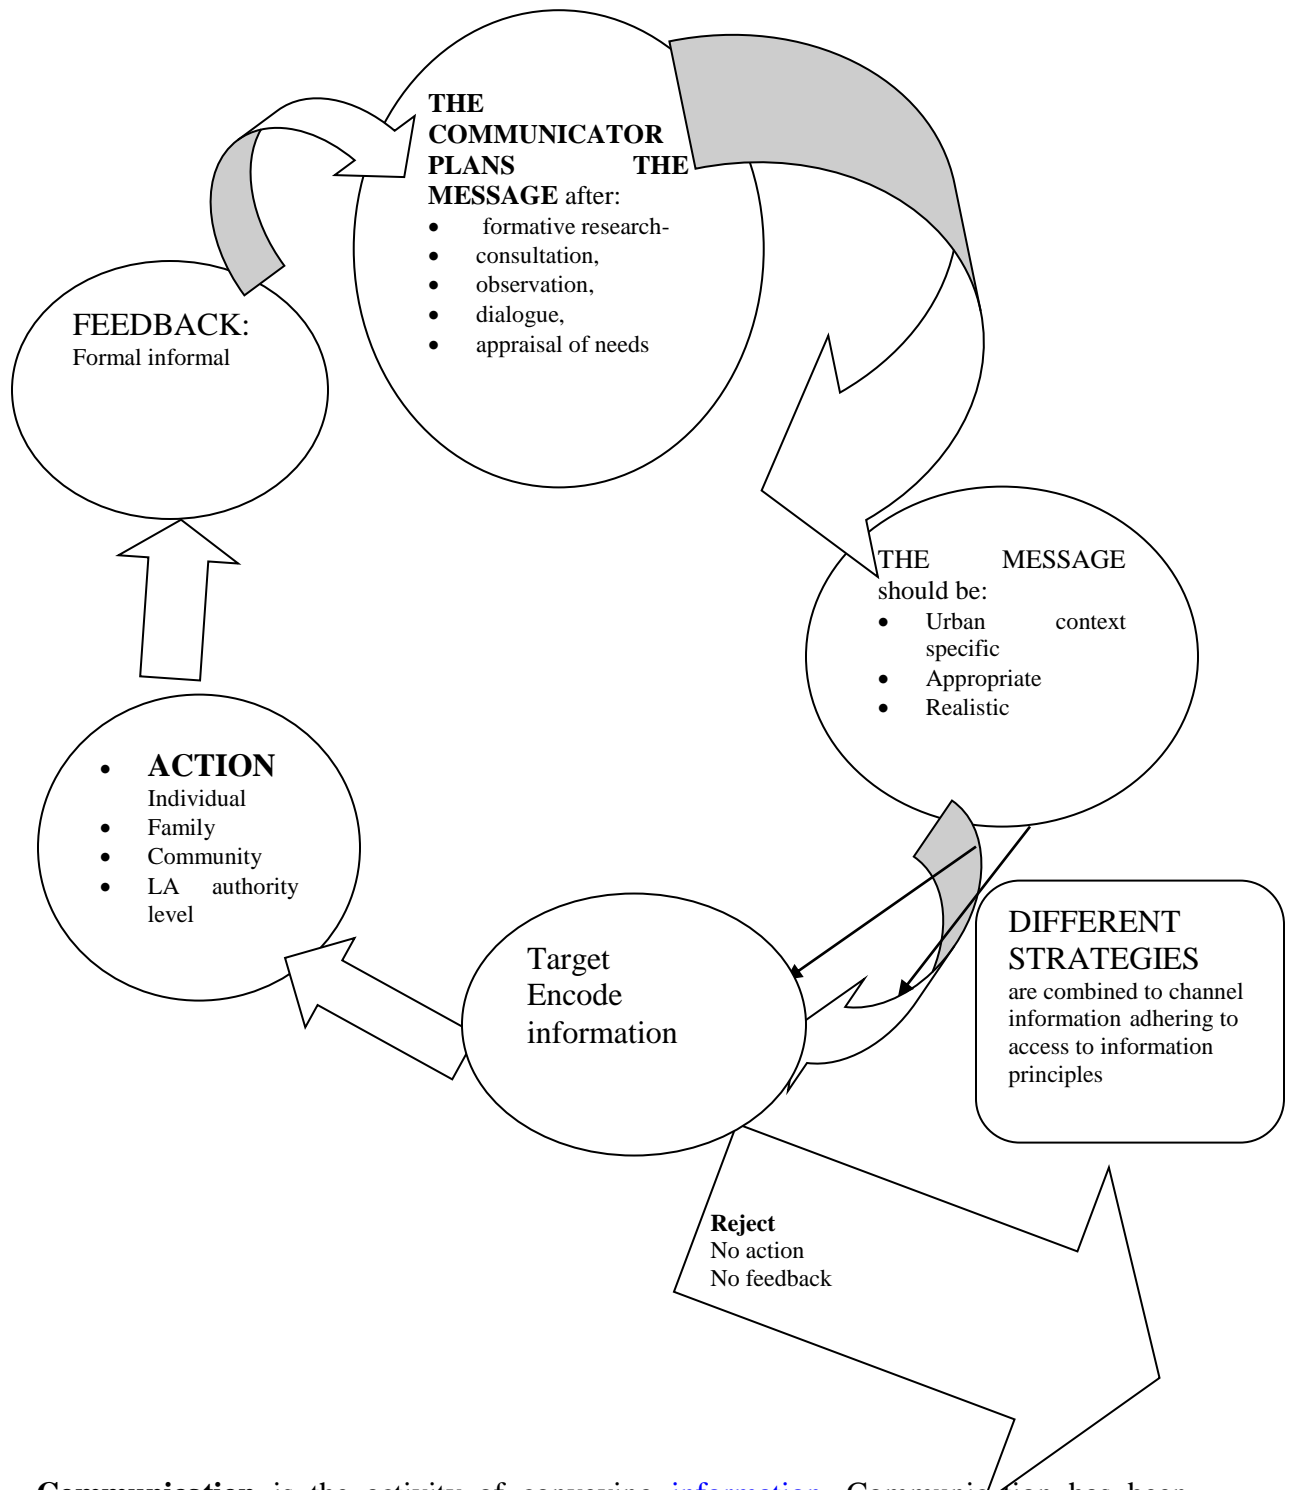 THE
COMMUNICATOR
PLANS THE
MESSAGE after:
• formative research-
• consultation,
• observation,
• dialogue,
• appraisal of needs
FEEDBACK:
Formal informal
THE MESSAGE
should be:
• Urban context
specific
• Appropriate
• Realistic
• ACTION
Individual
• Family
• Community
• LA authority
level
DIFFERENT
STRATEGIES
are combined to channel
information adhering to
access to information
principles
Target
Encode
information
Reject
No action
No feedback
Communication is the activity of conveying information. Communication has been